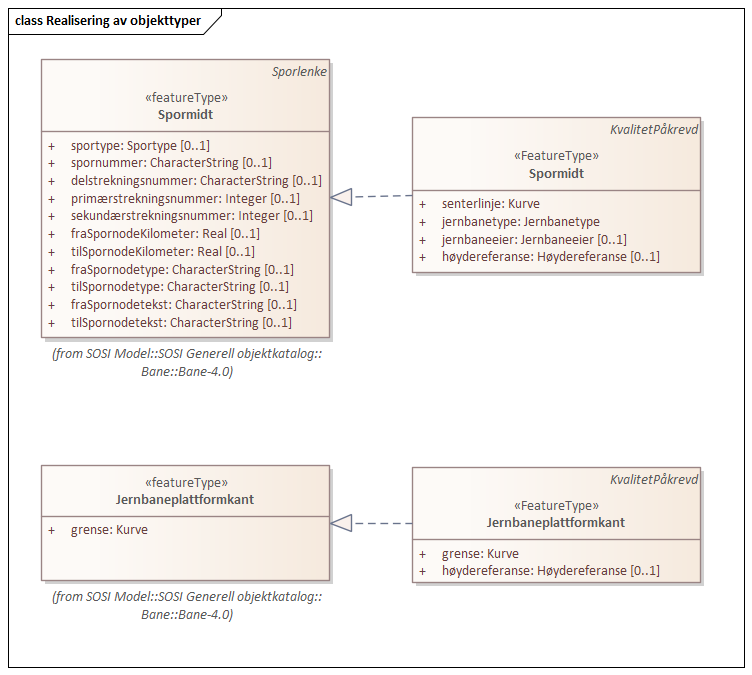 class Realisering av objekttyper
Sporlenke
«featureType»
Spormidt
+ sportype: Sportype [0..1]
+ spornummer: CharacterString [0..1]
+ delstrekningsnummer: CharacterString [0..1]
+ primærstrekningsnummer: Integer [0..1]
+ sekundærstrekningsnummer: Integer [0..1]
+ fraSpornodeKilometer: Real [0..1]
+ tilSpornodeKilometer: Real [0..1]
+ fraSpornodetype: CharacterString [0..1]
+ tilSpornodetype: CharacterString [0..1]
+ fraSpornodetekst: CharacterString [0..1]
+ tilSpornodetekst: CharacterString [0..1]
(from SOSI Model::SOSI Generell objektkatalog::
Bane::Bane-4.0)
KvalitetPåkrevd
«FeatureType»
Spormidt
+ senterlinje: Kurve
+ jernbanetype: Jernbanetype
+ jernbaneeier: Jernbaneeier [0..1]
+ høydereferanse: Høydereferanse [0..1]
«featureType»
Jernbaneplattformkant
+ grense: Kurve
(from SOSI Model::SOSI Generell objektkatalog::
Bane::Bane-4.0)
KvalitetPåkrevd
«FeatureType»
Jernbaneplattformkant
+ grense: Kurve
+ høydereferanse: Høydereferanse [0..1]